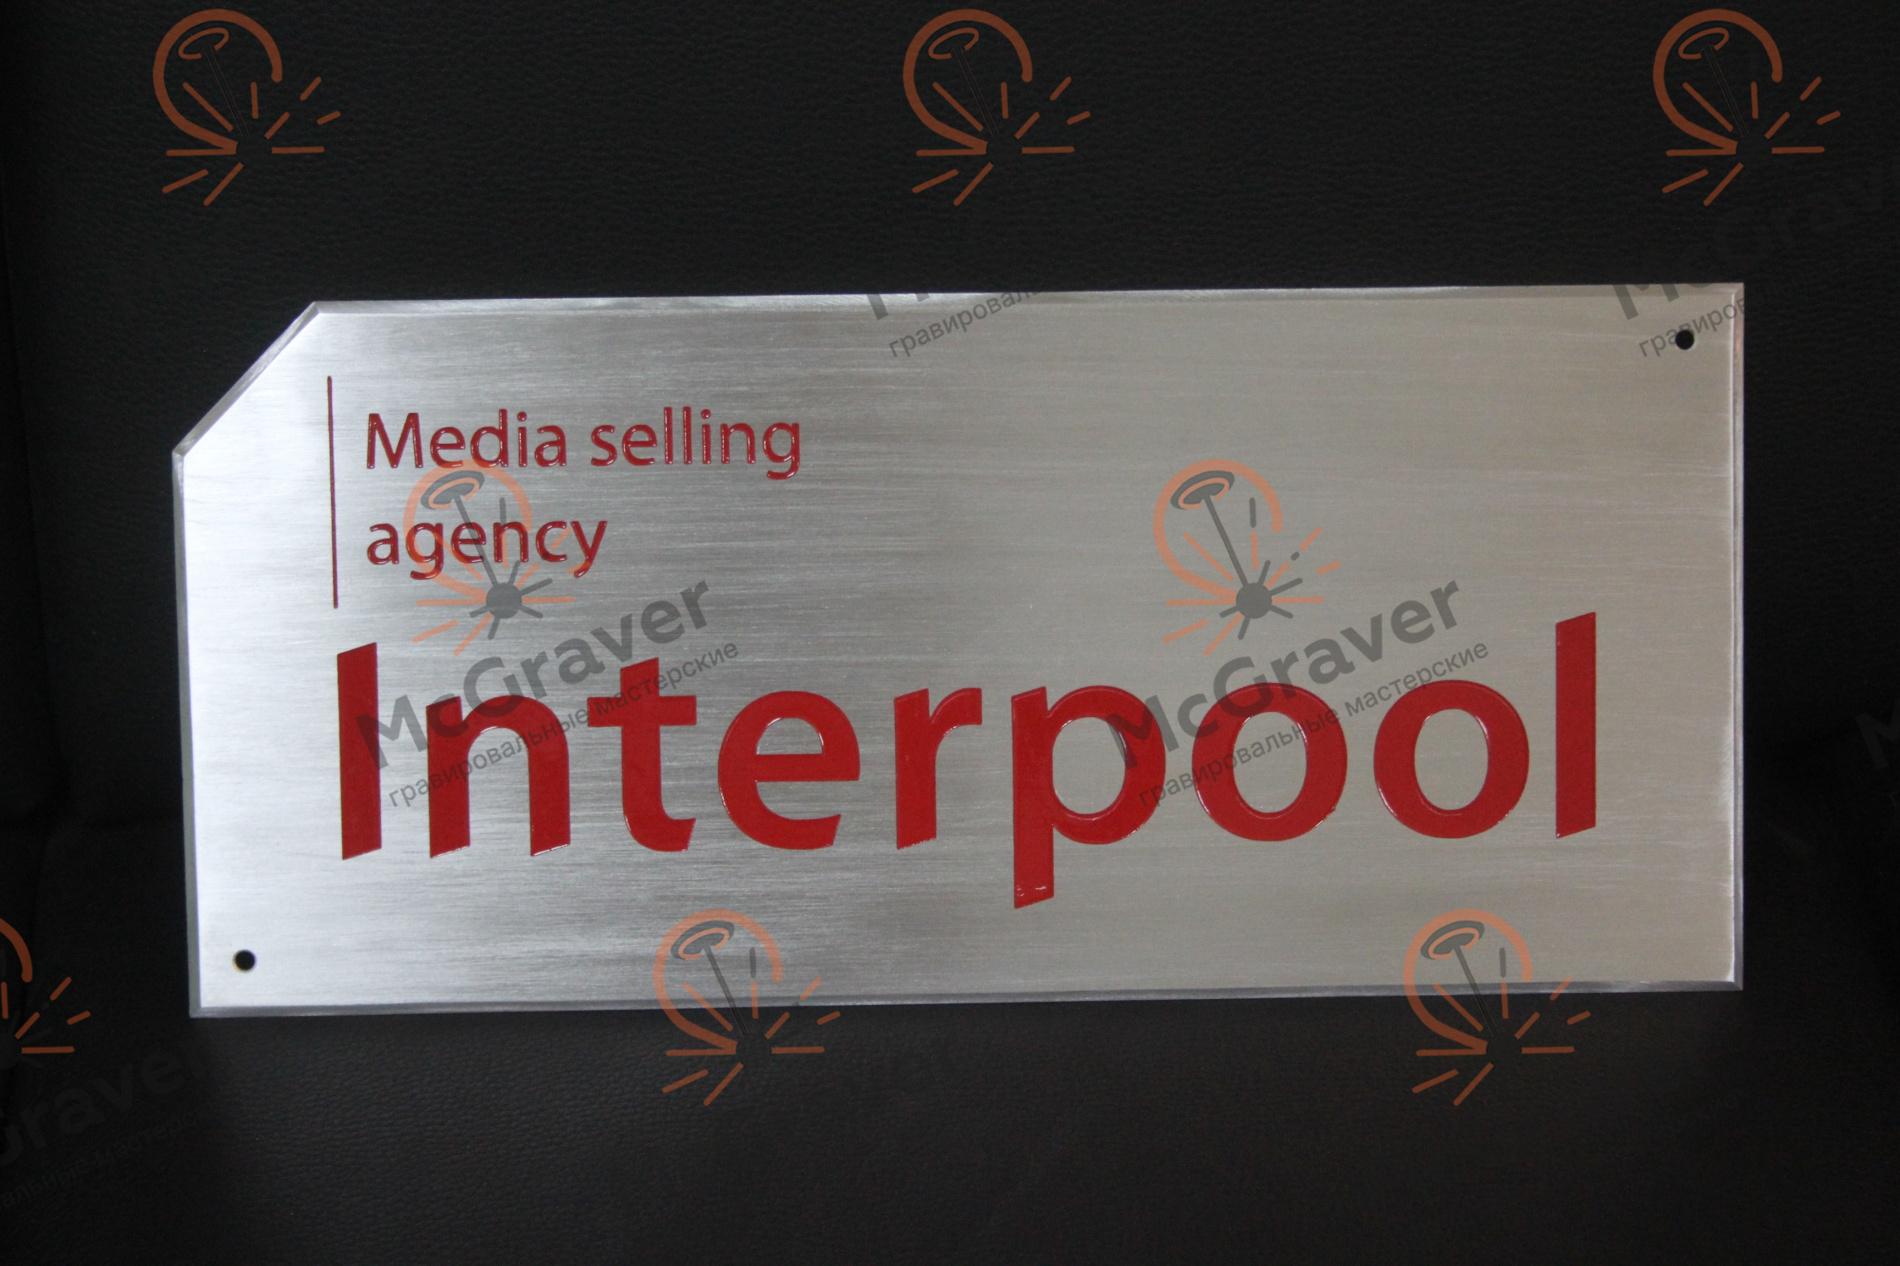 Media selling
agency
Interpool
McGraver
гравировальные мастерские
McGraver
гравировальные мастерские